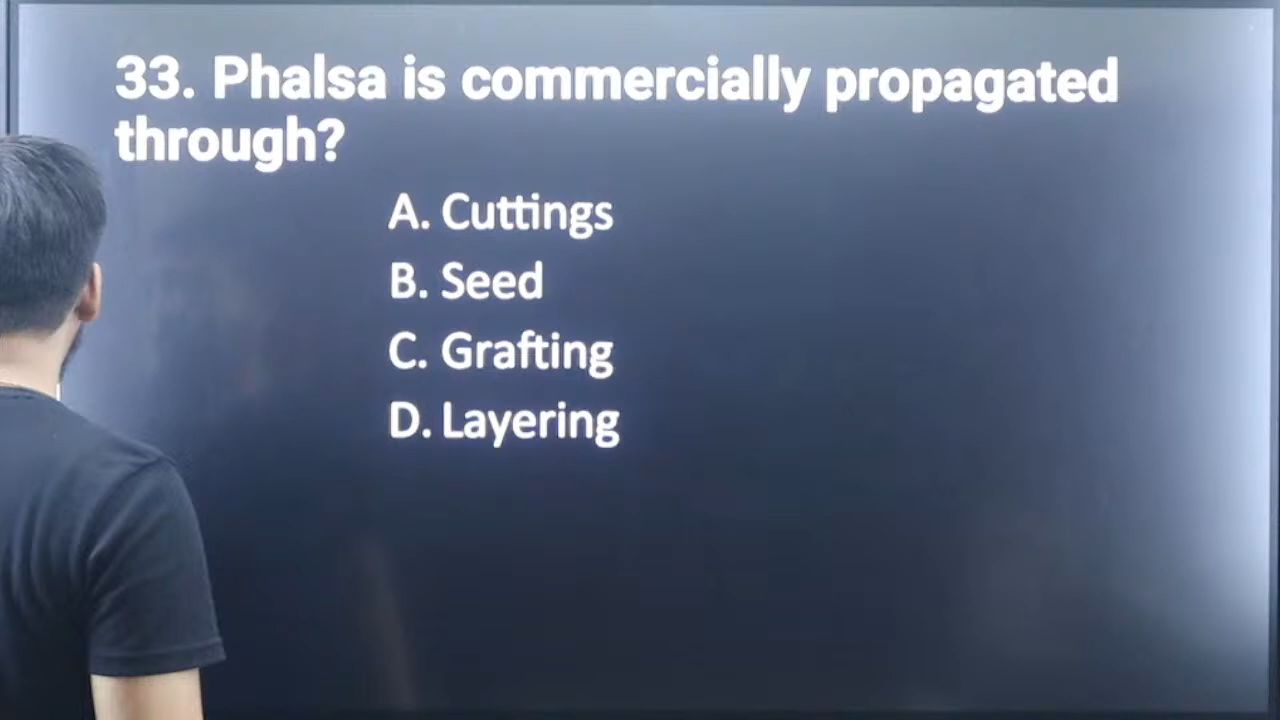 33. Phalsa is commercially propagated
through?
A. Cuttings
B. Seed
C. Grafting
D. Layering